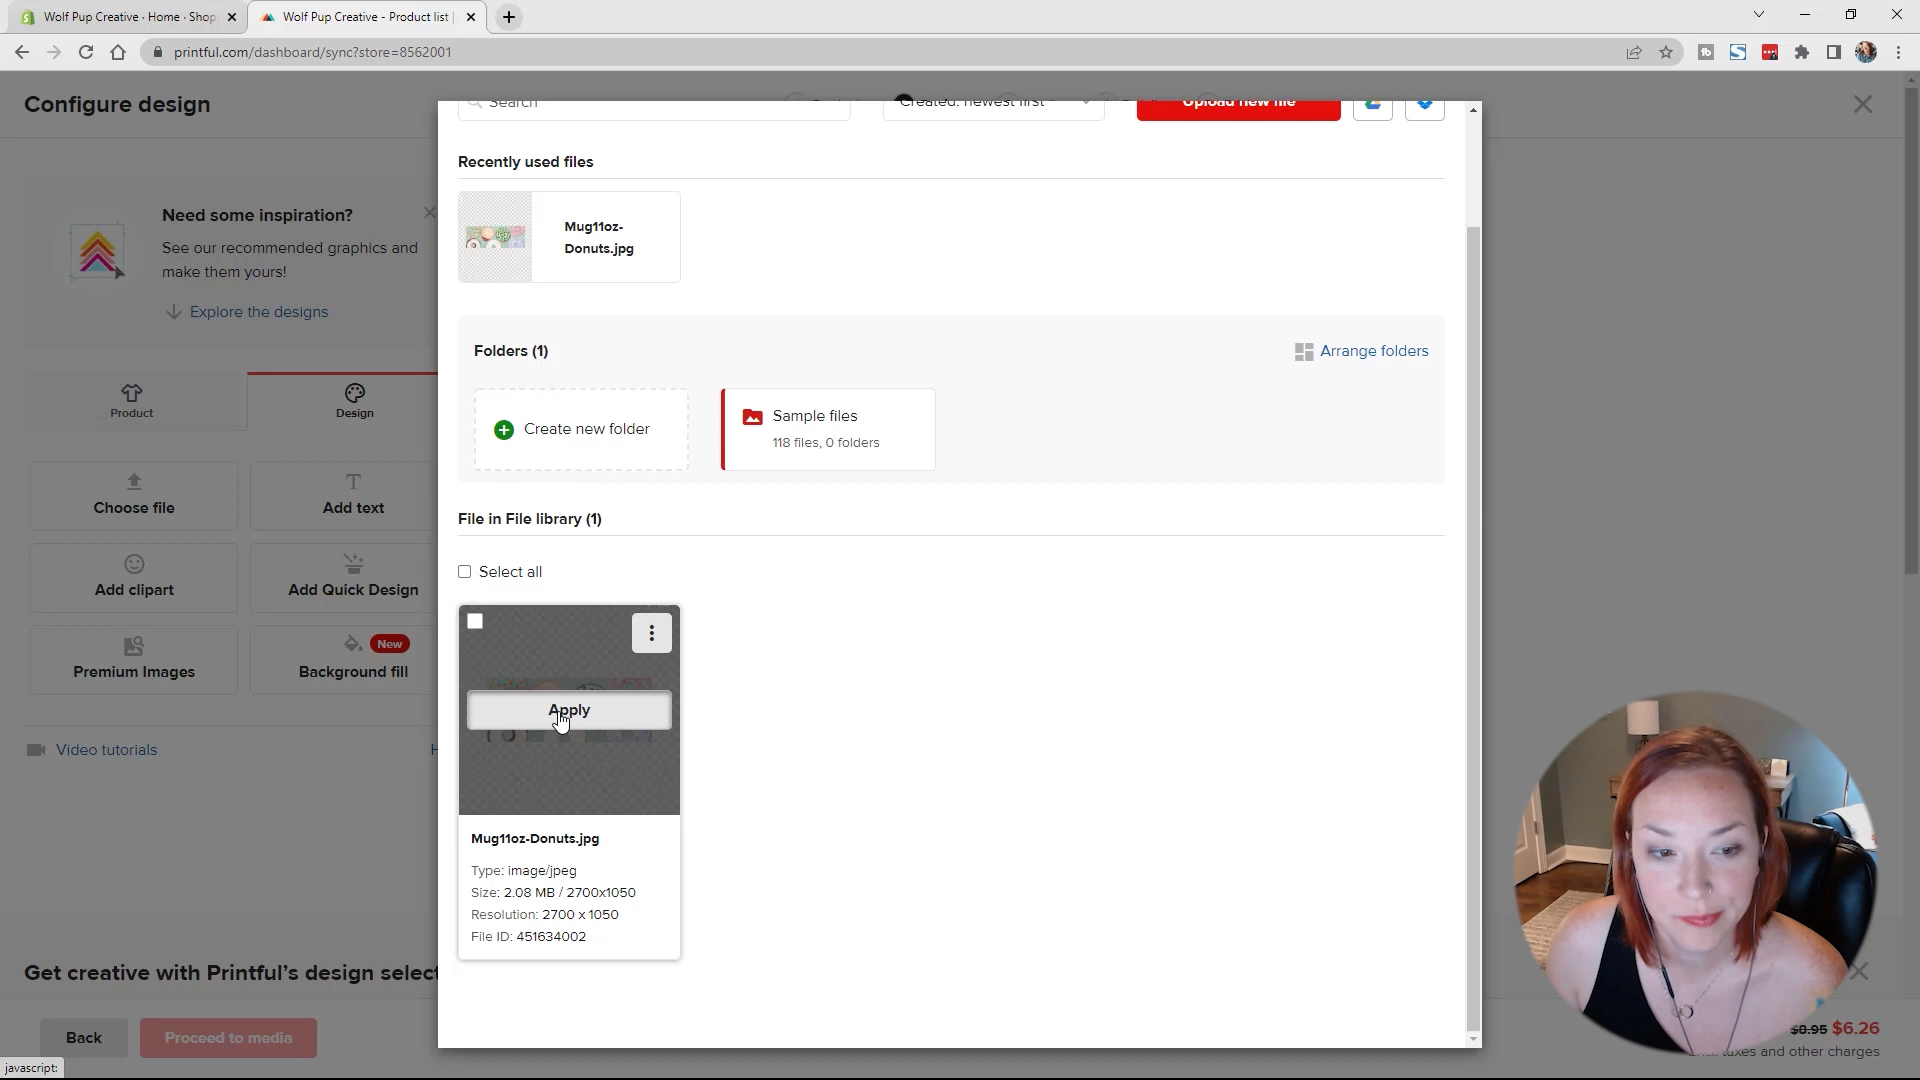 Wolf Pup Creative · Home · Shop
Wolf Pup Creative - Product list |
printful.com/dashboard/sync?store=8562001
Configure design
Search
Created: newest first
Upload new file
Need some inspiration?
See our recommended graphics and
make them yours!
Explore the designs
Product
Design
Choose file
Add text
Add clipart
Add Quick Design
Premium Images
New
Background fill
Video tutorials
H
Get creative with Printful's design select
Back
Proceed to media
javascript:
Recently used files
Mug11oz-
Donuts.jpg
Folders (1)
Arrange folders
Create new folder
Sample files
118 files, 0 folders
File in File library (1)
Select all
Apply
Mug11oz-Donuts.jpg
Type: image/jpeg
Size: 2.08 MB / 2700x1050
Resolution: 2700 x 1050
File ID: 451634002
$8.95 $6.26
taxes and other charges